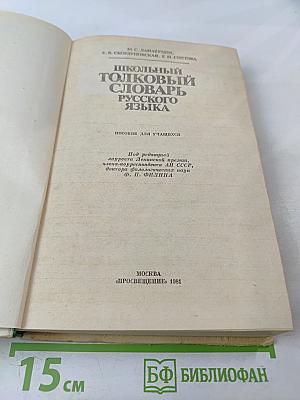 М. С. ЛАПАТУХИН,
Е. В. СКОРЛУПОВСКАЯ, Г. П. СНЕТОВА
ШКОЛЬНЫЙ
ТОЛКОВЫЙ
СЛОВАРЬ
РУССКОГО
ЯЗЫКА
ПОСОБИЕ ДЛЯ УЧАЩИХСЯ
Под редакцией
лауреата Ленинской премии,
члена-корреспондента АН СССР,
доктора филологических наук
Ф. П. ФИЛИНА
МОСКВА
«ПРОСВЕЩЕНИЕ» 1981
15 см
БФ БИБЛИОФАН